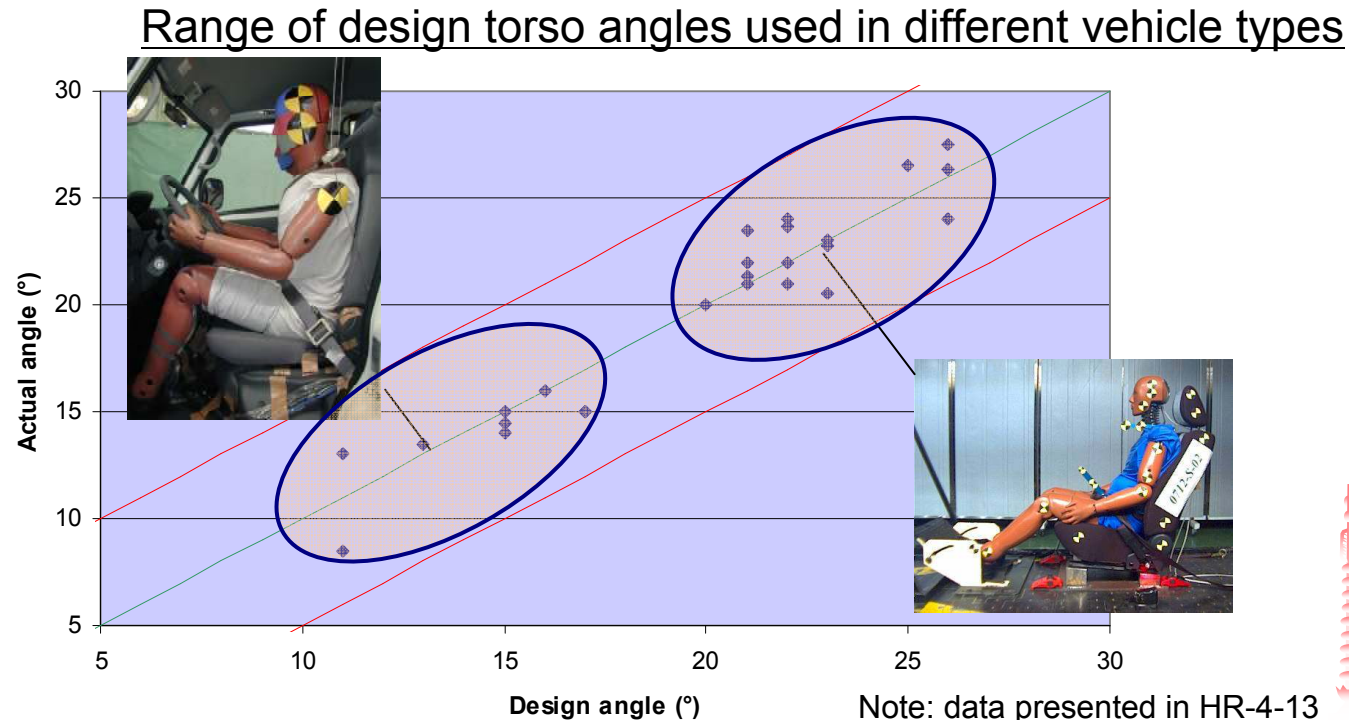 Range of design torso angles used in different vehicle types
30
25
20
15
10
5
Actual angle (°)
0712-S-02
5 10 15 20 25 30
Design angle (°)
Note: data presented in HR-4-13